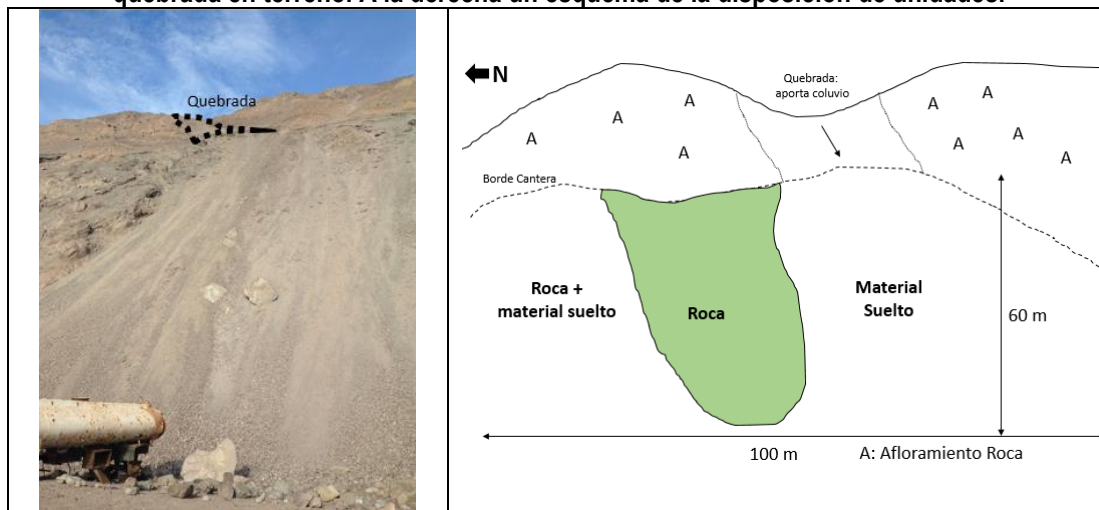 quebrada en terreno. A la derecha un esquema de la disposición de unidades.
Quebrada
N
Quebrada:
aporta coluvio
A
A
A
A
A
A
A
A
A
Borde Cantera
Roca +
material suelto
Roca
Material
Suelto
60 m
100 m
A: Afloramiento Roca